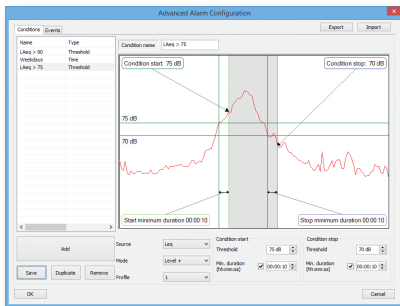 Advanced Alarm Configuration
Export
Import
Conditions
Events
Name
Type
LAeq > 90
Threshold
Weekdays
Time
LAeq > 75
Threshold
Condition name
LAeq > 75
Condition start: 75 dB
Condition stop: 70 dB
75 dB
70 dB
Start minimum duration 00:00:10
Stop minimum duration 00:00:10
Add
Save
Duplicate
Remove
Source
Leq
Mode
Level +
Profile
1
Condition start
Threshold
75 dB
Min. duration
(hh:mm:ss)
00:00:10
Condition stop
Threshold
70 dB
Min. duration
(hh:mm:ss)
00:00:10
OK
Cancel